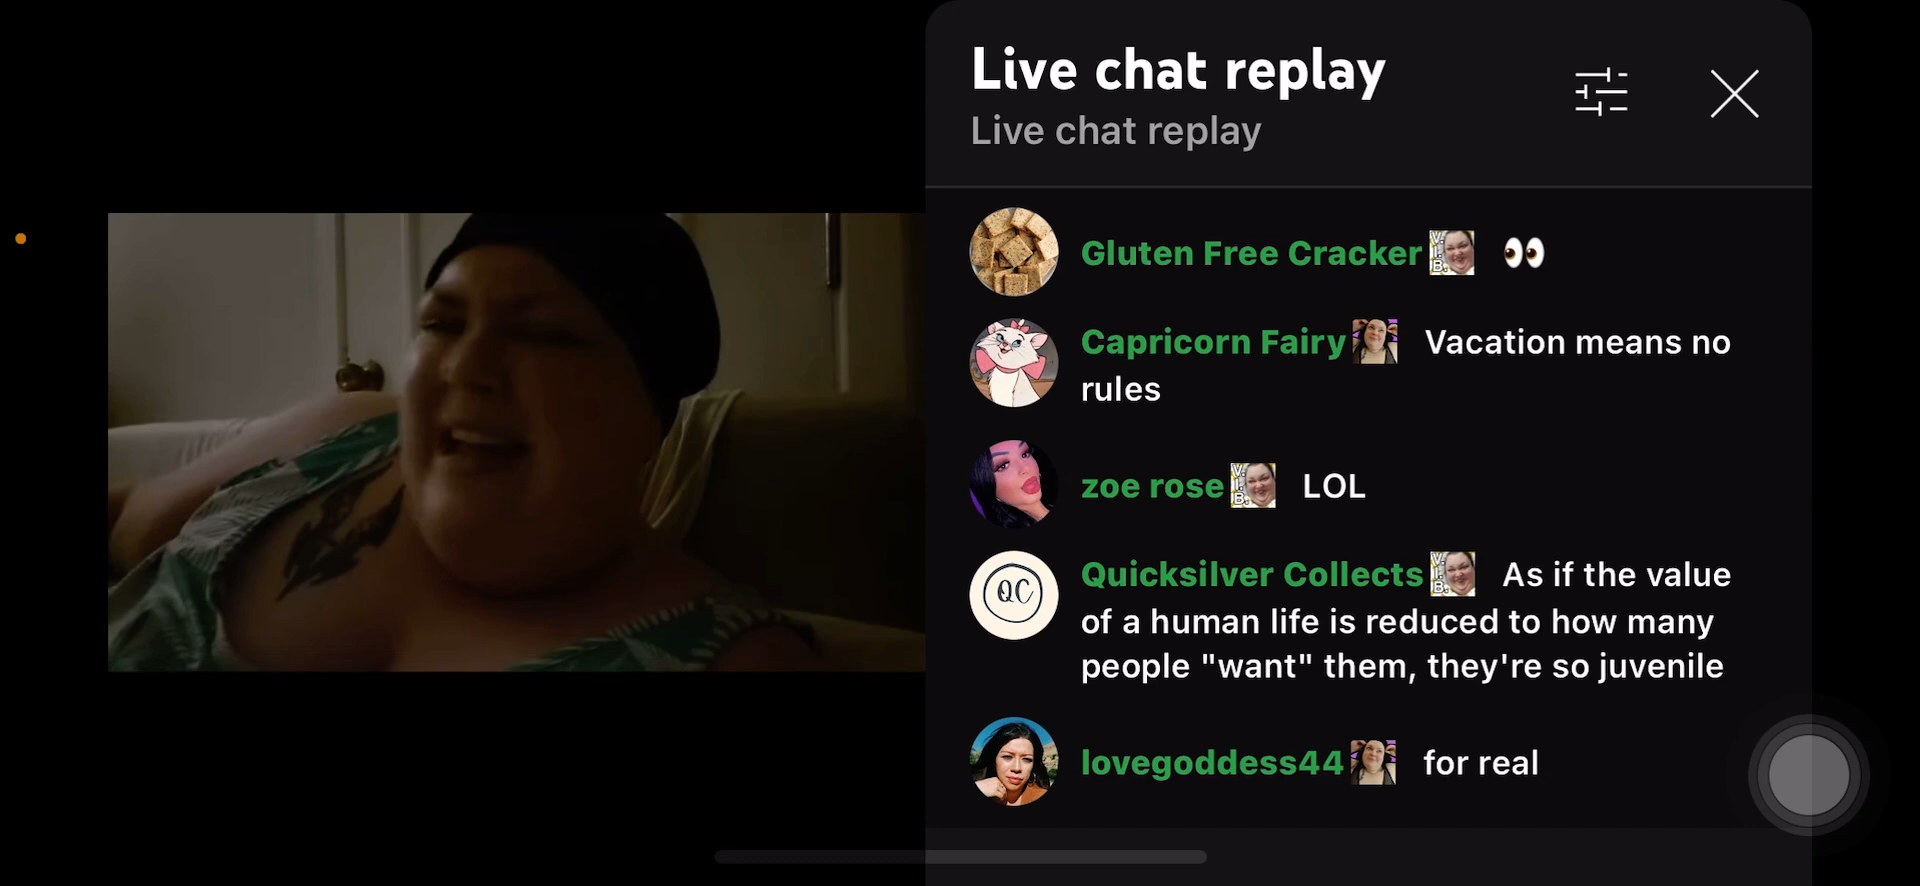 Live chat replay
Live chat replay
Gluten Free Cracker V.I.B. 👀
Capricorn Fairy Vacation means no
rules
zoe rose V.I.B. LOL
QC
Quicksilver Collects V.I.B. As if the value
of a human life is reduced to how many
people "want" them, they're so juvenile
lovegoddess44 for real